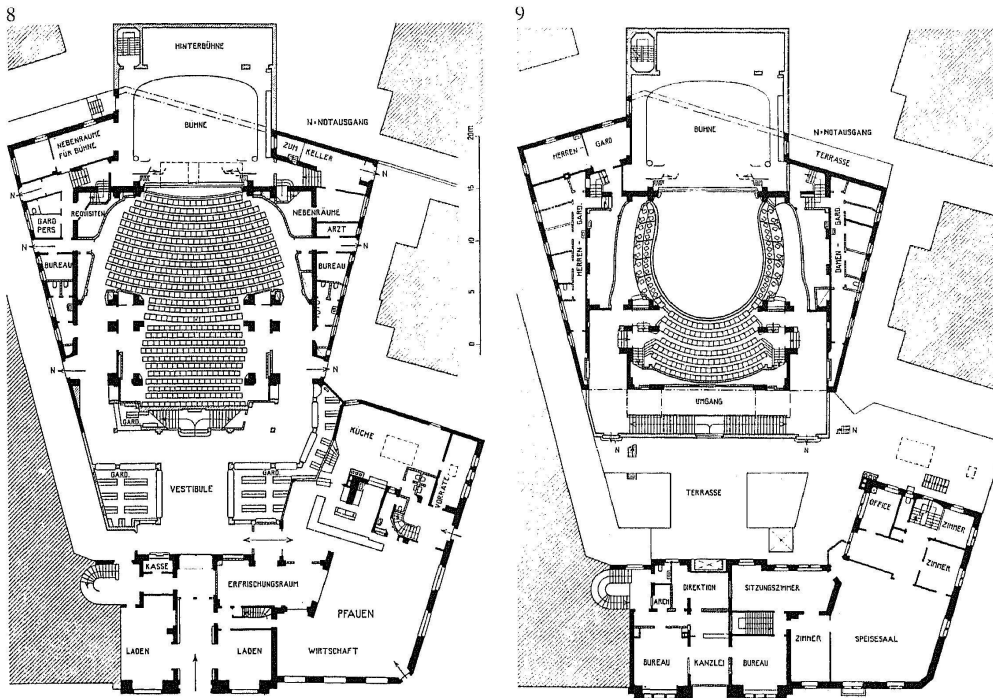 8
HINTERBÜHNE
BÜHNE
N=NOTAUSGANG
NEBENRÄUME
FÜR BÜHNE
ZUM KELLER
20m
N
N
REQUISITEN
NEBENRÄUME
GARD
PERS
ARZT
15
N
N
BUREAU
BUREAU
10
5
0
N
N
GARD.
KÜCHE
GARD.
GARD.
VESTIBULE
VORRÄTE
KASSE
ERFRISCHUNGSRAUM
PFAUEN
LADEN
LADEN
WIRTSCHAFT
9
BÜHNE
N=NOTAUSGANG
HERREN-
GARD
TERRASSE
HERREN - GARD.
DAMEN - GARD.
UMGANG
N
N
N
TERRASSE
OFFICE
ZIMMER
ZIMMER
DIREKTION
SITZUNGSZIMMER
ARCH
ZIMMER
SPEISESAAL
BUREAU
KANZLEI
BUREAU